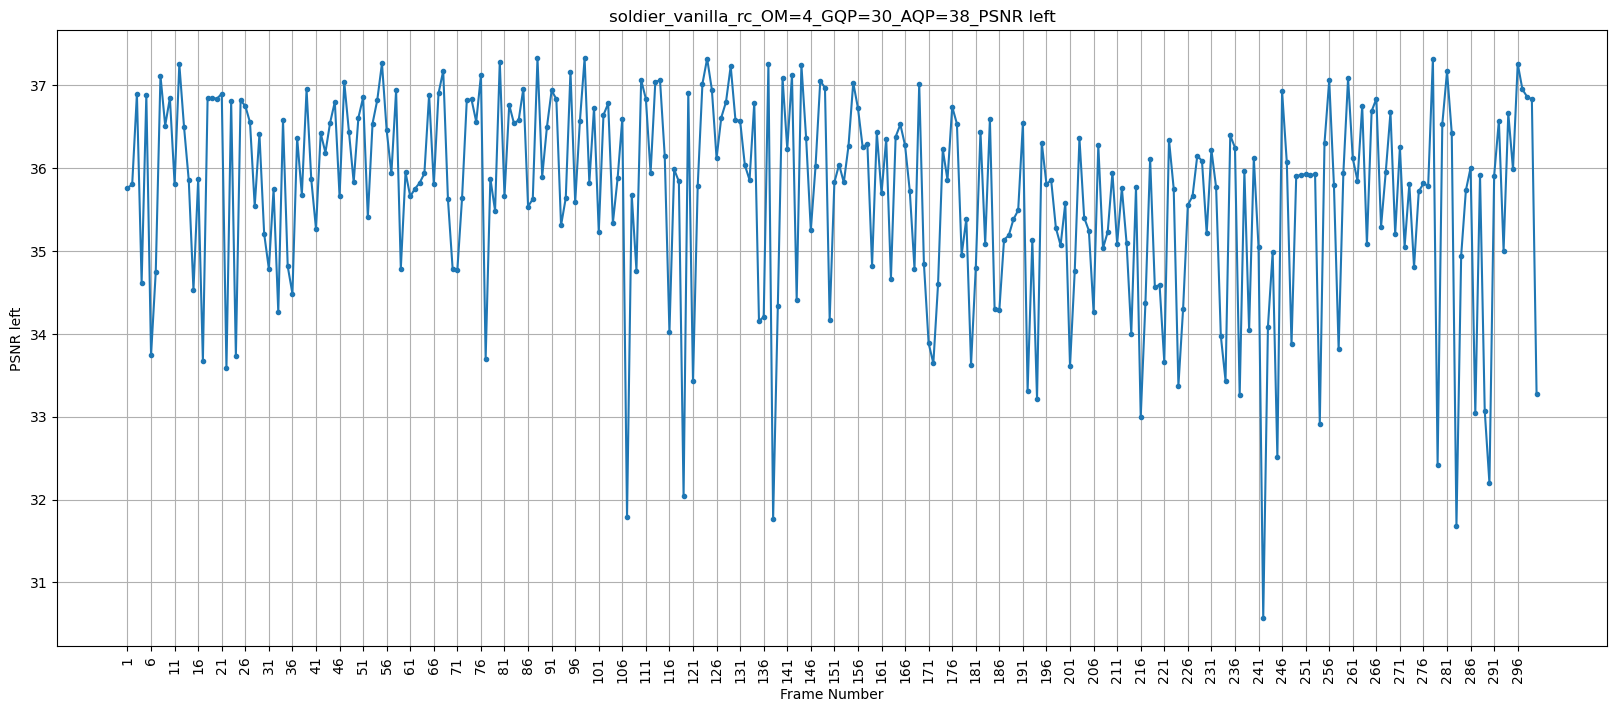 soldier_vanilla_rc_OM=4_GQP=30_AQP=38_PSNR left
PSNR left
37
36
35
34
33
32
31
1 6 11 16 21 26 31 36 41 46 51 56 61 66 71 76 81 86 91 96 101 106 111 116 121 126 131 136 141 146 151 156 161 166 171 176 181 186 191 196 201 206 211 216 221 226 231 236 241 246 251 256 261 266 271 276 281 286 291 296
Frame Number